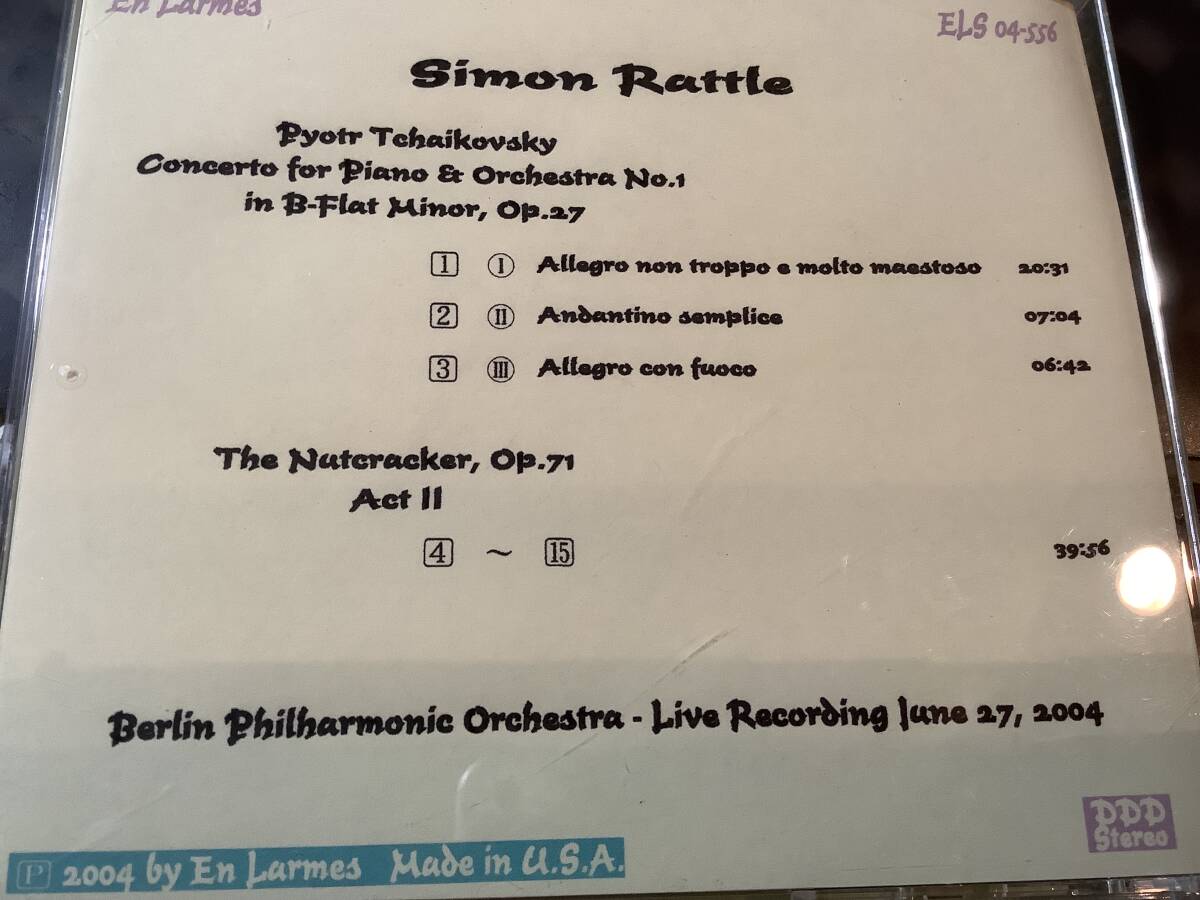 En Larmes
ELS 04-556
Simon Rattle
Pyotr Tchaikovsky
Concerto for Piano & Orchestra No.1
in B-Flat Minor, Op.27
1 I Allegro non troppo e molto maestoso 20:31
2 II Andantino semplice 07:04
3 III Allegro con fuoco 06:42
The Nutcracker, Op.71
Act II
4 ~ 15 39:56
Berlin Philharmonic Orchestra - Live Recording June 27, 2004
DDD
Stereo
Ⓟ 2004 by En Larmes Made in U.S.A.